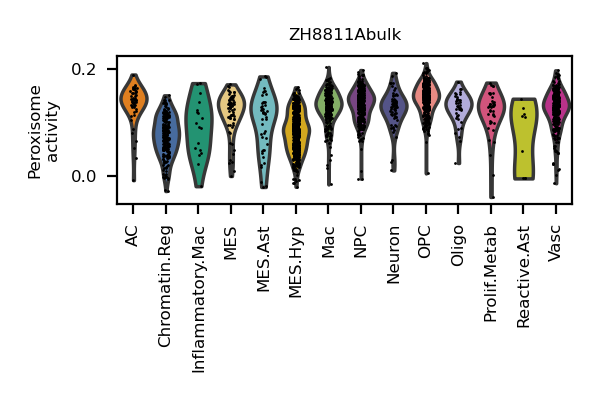 ZH8811Abulk
Peroxisome
activity
0.2
0.0
AC
Chromatin.Reg
Inflammatory.Mac
MES
MES.Ast
MES.Hyp
Mac
NPC
Neuron
OPC
Oligo
Prolif.Metab
Reactive.Ast
Vasc